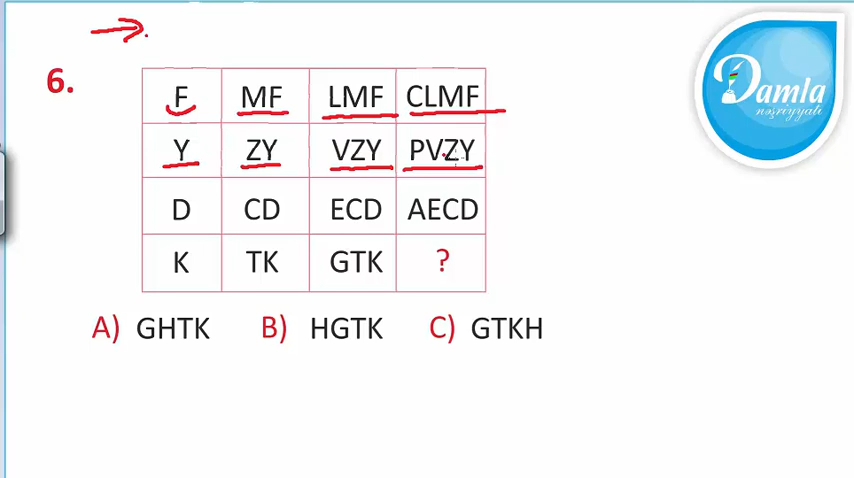 6.
F MF LMF CLMF
Y ZY VZY PVZY
D CD ECD AECD
K TK GTK ?
A) GHTK B) HGTK C) GTKH
Damla
nəşriyyatı